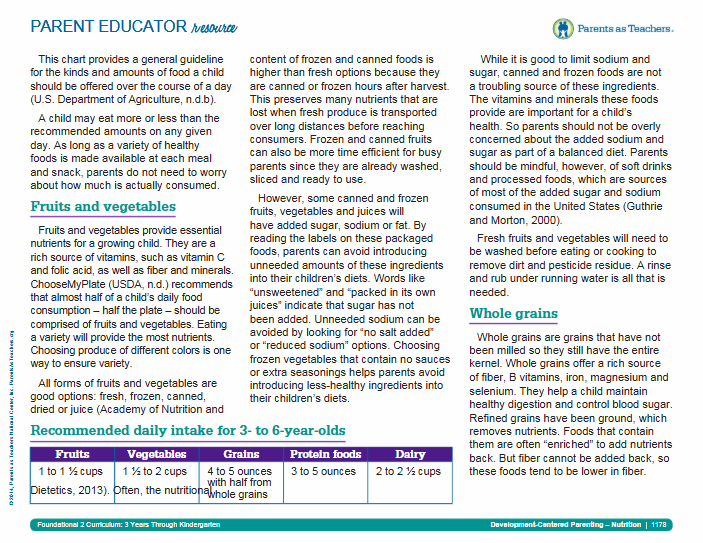 PARENT EDUCATOR resource
Parents as Teachers.
This chart provides a general guideline
for the kinds and amounts of food a child
should be offered over the course of a day
(U.S. Department of Agriculture, n.d.b).
A child may eat more or less than the
recommended amounts on any given
day. As long as a variety of healthy
foods is made available at each meal
and snack, parents do not need to worry
about how much is actually consumed.
Fruits and vegetables
Fruits and vegetables provide essential
nutrients for a growing child. They are a
rich source of vitamins, such as vitamin C
and folic acid, as well as fiber and minerals.
ChooseMyPlate (USDA, n.d.) recommends
that almost half of a child's daily food
consumption – half the plate – should be
comprised of fruits and vegetables. Eating
a variety will provide the most nutrients.
Choosing produce of different colors is one
way to ensure variety.
All forms of fruits and vegetables are
good options: fresh, frozen, canned,
dried or juice (Academy of Nutrition and
Dietetics, 2013). Often, the nutritional
content of frozen and canned foods is
higher than fresh options because they
are canned or frozen hours after harvest.
This preserves many nutrients that are
lost when fresh produce is transported
over long distances before reaching
consumers. Frozen and canned fruits
can also be more time efficient for busy
parents since they are already washed,
sliced and ready to use.
However, some canned and frozen
fruits, vegetables and juices will
have added sugar, sodium or fat. By
reading the labels on these packaged
foods, parents can avoid introducing
unneeded amounts of these ingredients
into their children's diets. Words like
"unsweetened" and "packed in its own
juices" indicate that sugar has not
been added. Unneeded sodium can be
avoided by looking for "no salt added"
or "reduced sodium" options. Choosing
frozen vegetables that contain no sauces
or extra seasonings helps parents avoid
introducing less-healthy ingredients into
their children's diets.
While it is good to limit sodium and
sugar, canned and frozen foods are not
a troubling source of these ingredients.
The vitamins and minerals these foods
provide are important for a child's
health. So parents should not be overly
concerned about the added sodium and
sugar as part of a balanced diet. Parents
should be mindful, however, of soft drinks
and processed foods, which are sources
of most of the added sugar and sodium
consumed in the United States (Guthrie
and Morton, 2000).
Fresh fruits and vegetables will need to
be washed before eating or cooking to
remove dirt and pesticide residue. A rinse
and rub under running water is all that is
needed.
Whole grains
Whole grains are grains that have not
been milled so they still have the entire
kernel. Whole grains offer a rich source
of fiber, B vitamins, iron, magnesium and
selenium. They help a child maintain
healthy digestion and control blood sugar.
Refined grains have been ground, which
removes nutrients. Foods that contain
them are often "enriched" to add nutrients
back. But fiber cannot be added back, so
these foods tend to be lower in fiber.
Recommended daily intake for 3- to 6-year-olds
Fruits Vegetables Grains Protein foods Dairy
1 to 1 ½ cups 1 ½ to 2 cups 4 to 5 ounces 3 to 5 ounces 2 to 2 ½ cups
with half from
whole grains
© 2014, Parents as Teachers National Center, Inc. ParentsAsTeachers.org
Foundational 2 Curriculum: 3 Years Through Kindergarten
Development-Centered Parenting – Nutrition | 1178